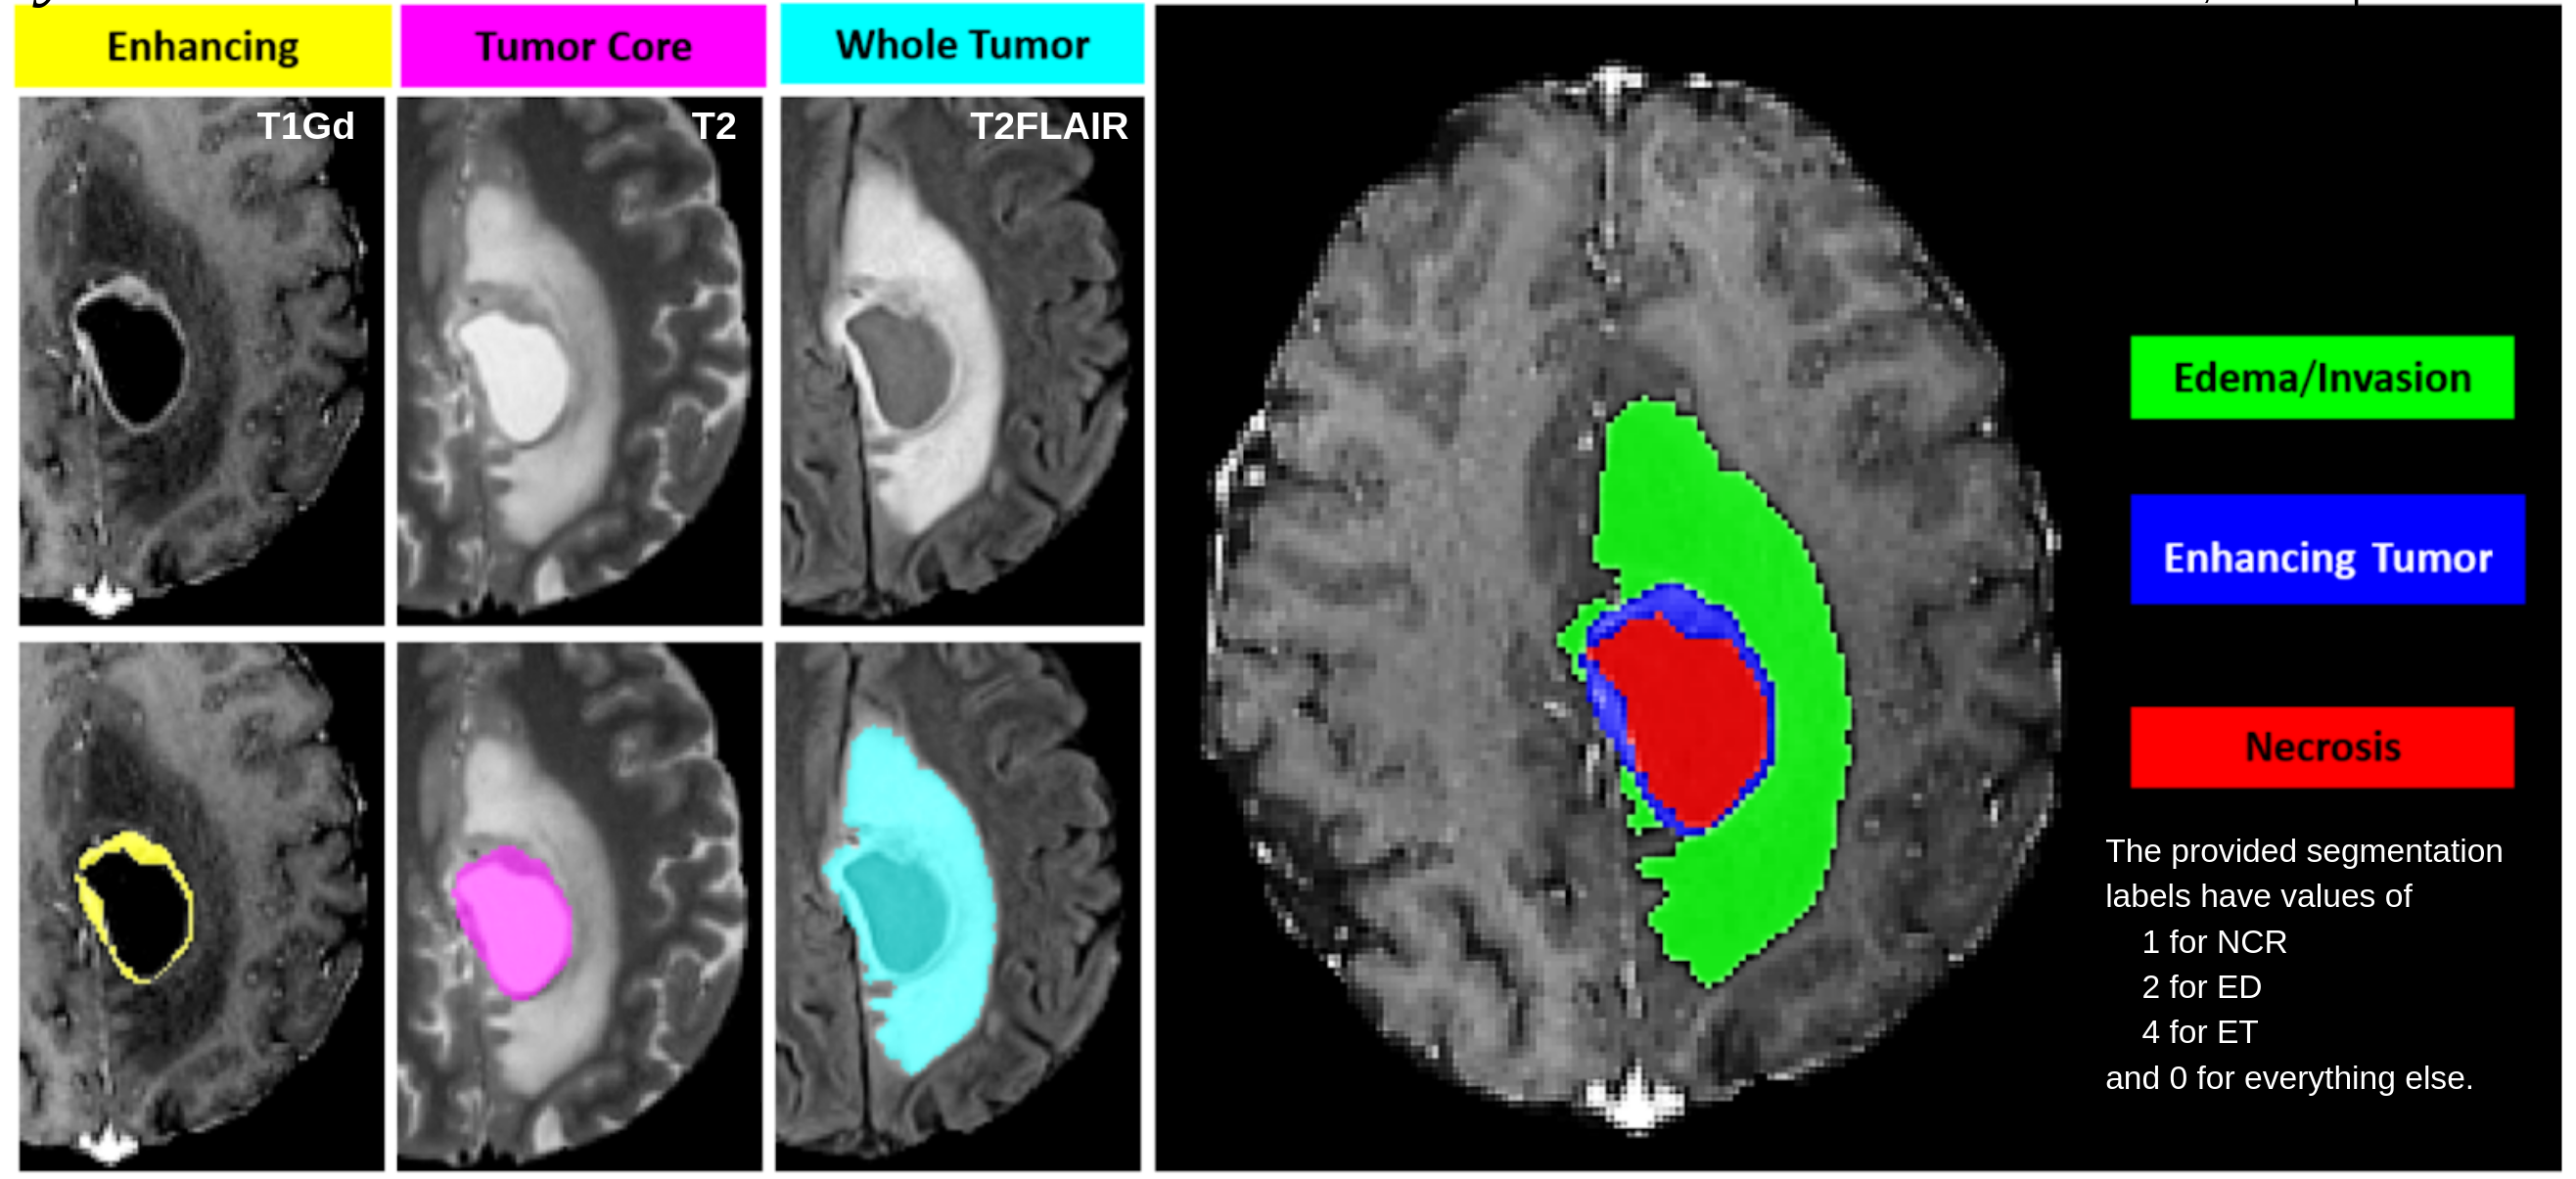 Enhancing
Tumor Core
Whole Tumor
T1Gd
T2
T2FLAIR
Edema/Invasion
Enhancing Tumor
Necrosis
The provided segmentation
labels have values of
1 for NCR
2 for ED
4 for ET
and 0 for everything else.